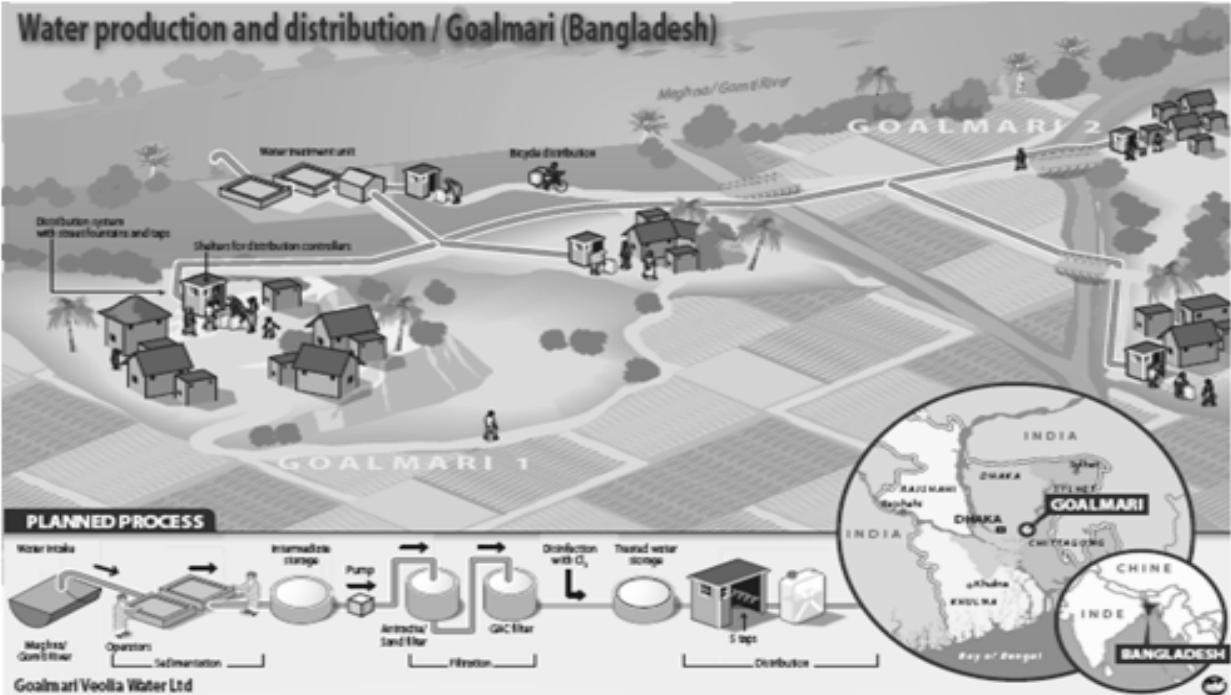 Water production and distribution / Goalmari (Bangladesh)
Meghna/ Gomti River
GOALMARI 2
Water treatment unit
Bicycle distribution
Distribution system
with street fountains and taps
Shelters for distribution controllers
GOALMARI 1
INDIA
DHAKA
Sylhet
SYLHET
RAJSHAHI
Rajshahi
GOALMARI
DHAKA
INDIA
CHITTAGONG
Khulna
KHULNA
Bay of Bengal
CHINE
INDE
BANGLADESH
PLANNED PROCESS
Water intake
Intermediate
storage
Pump
Disinfection
with Cl2
Treated water
storage
Meghna/
Gomti River
Operators
Sedimentation
Sand filter
GAC filter
Filtration
5 taps
Distribution
Goalmari Veolia Water Ltd